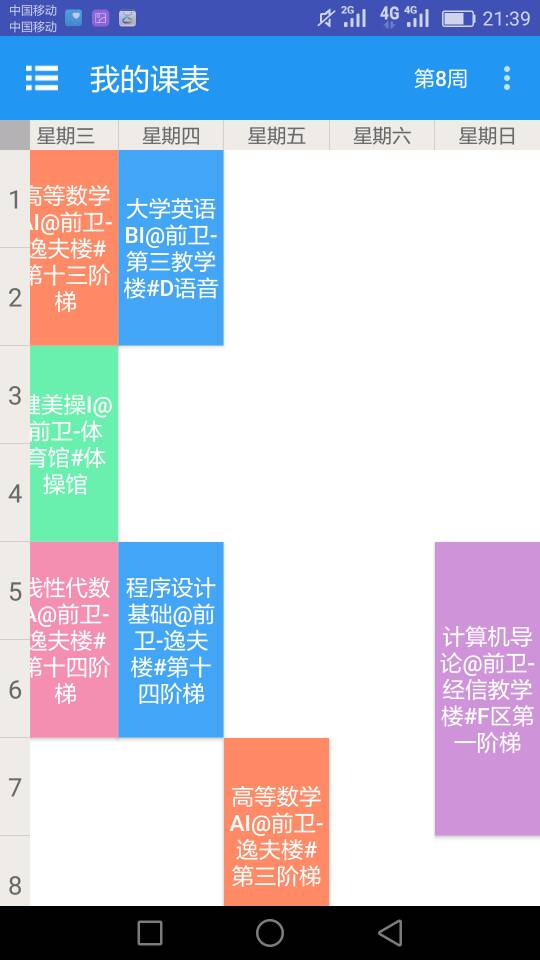 中国移动
中国移动
2G
4G
4G
21:39
我的课表
第8周
星期三
星期四
星期五
星期六
星期日
1
2
3
4
5
6
7
8
高等数学
AI@前卫-
逸夫楼#
第十三阶
梯
大学英语
BI@前卫-
第三教学
楼#D语音
健美操I@
前卫-体
育馆#体
操馆
线性代数
A@前卫-
逸夫楼#
第十四阶
梯
程序设计
基础@前
卫-逸夫
楼#第十
四阶梯
计算机导
论@前卫-
经信教学
楼#F区第
一阶梯
高等数学
AI@前卫-
逸夫楼#
第三阶梯